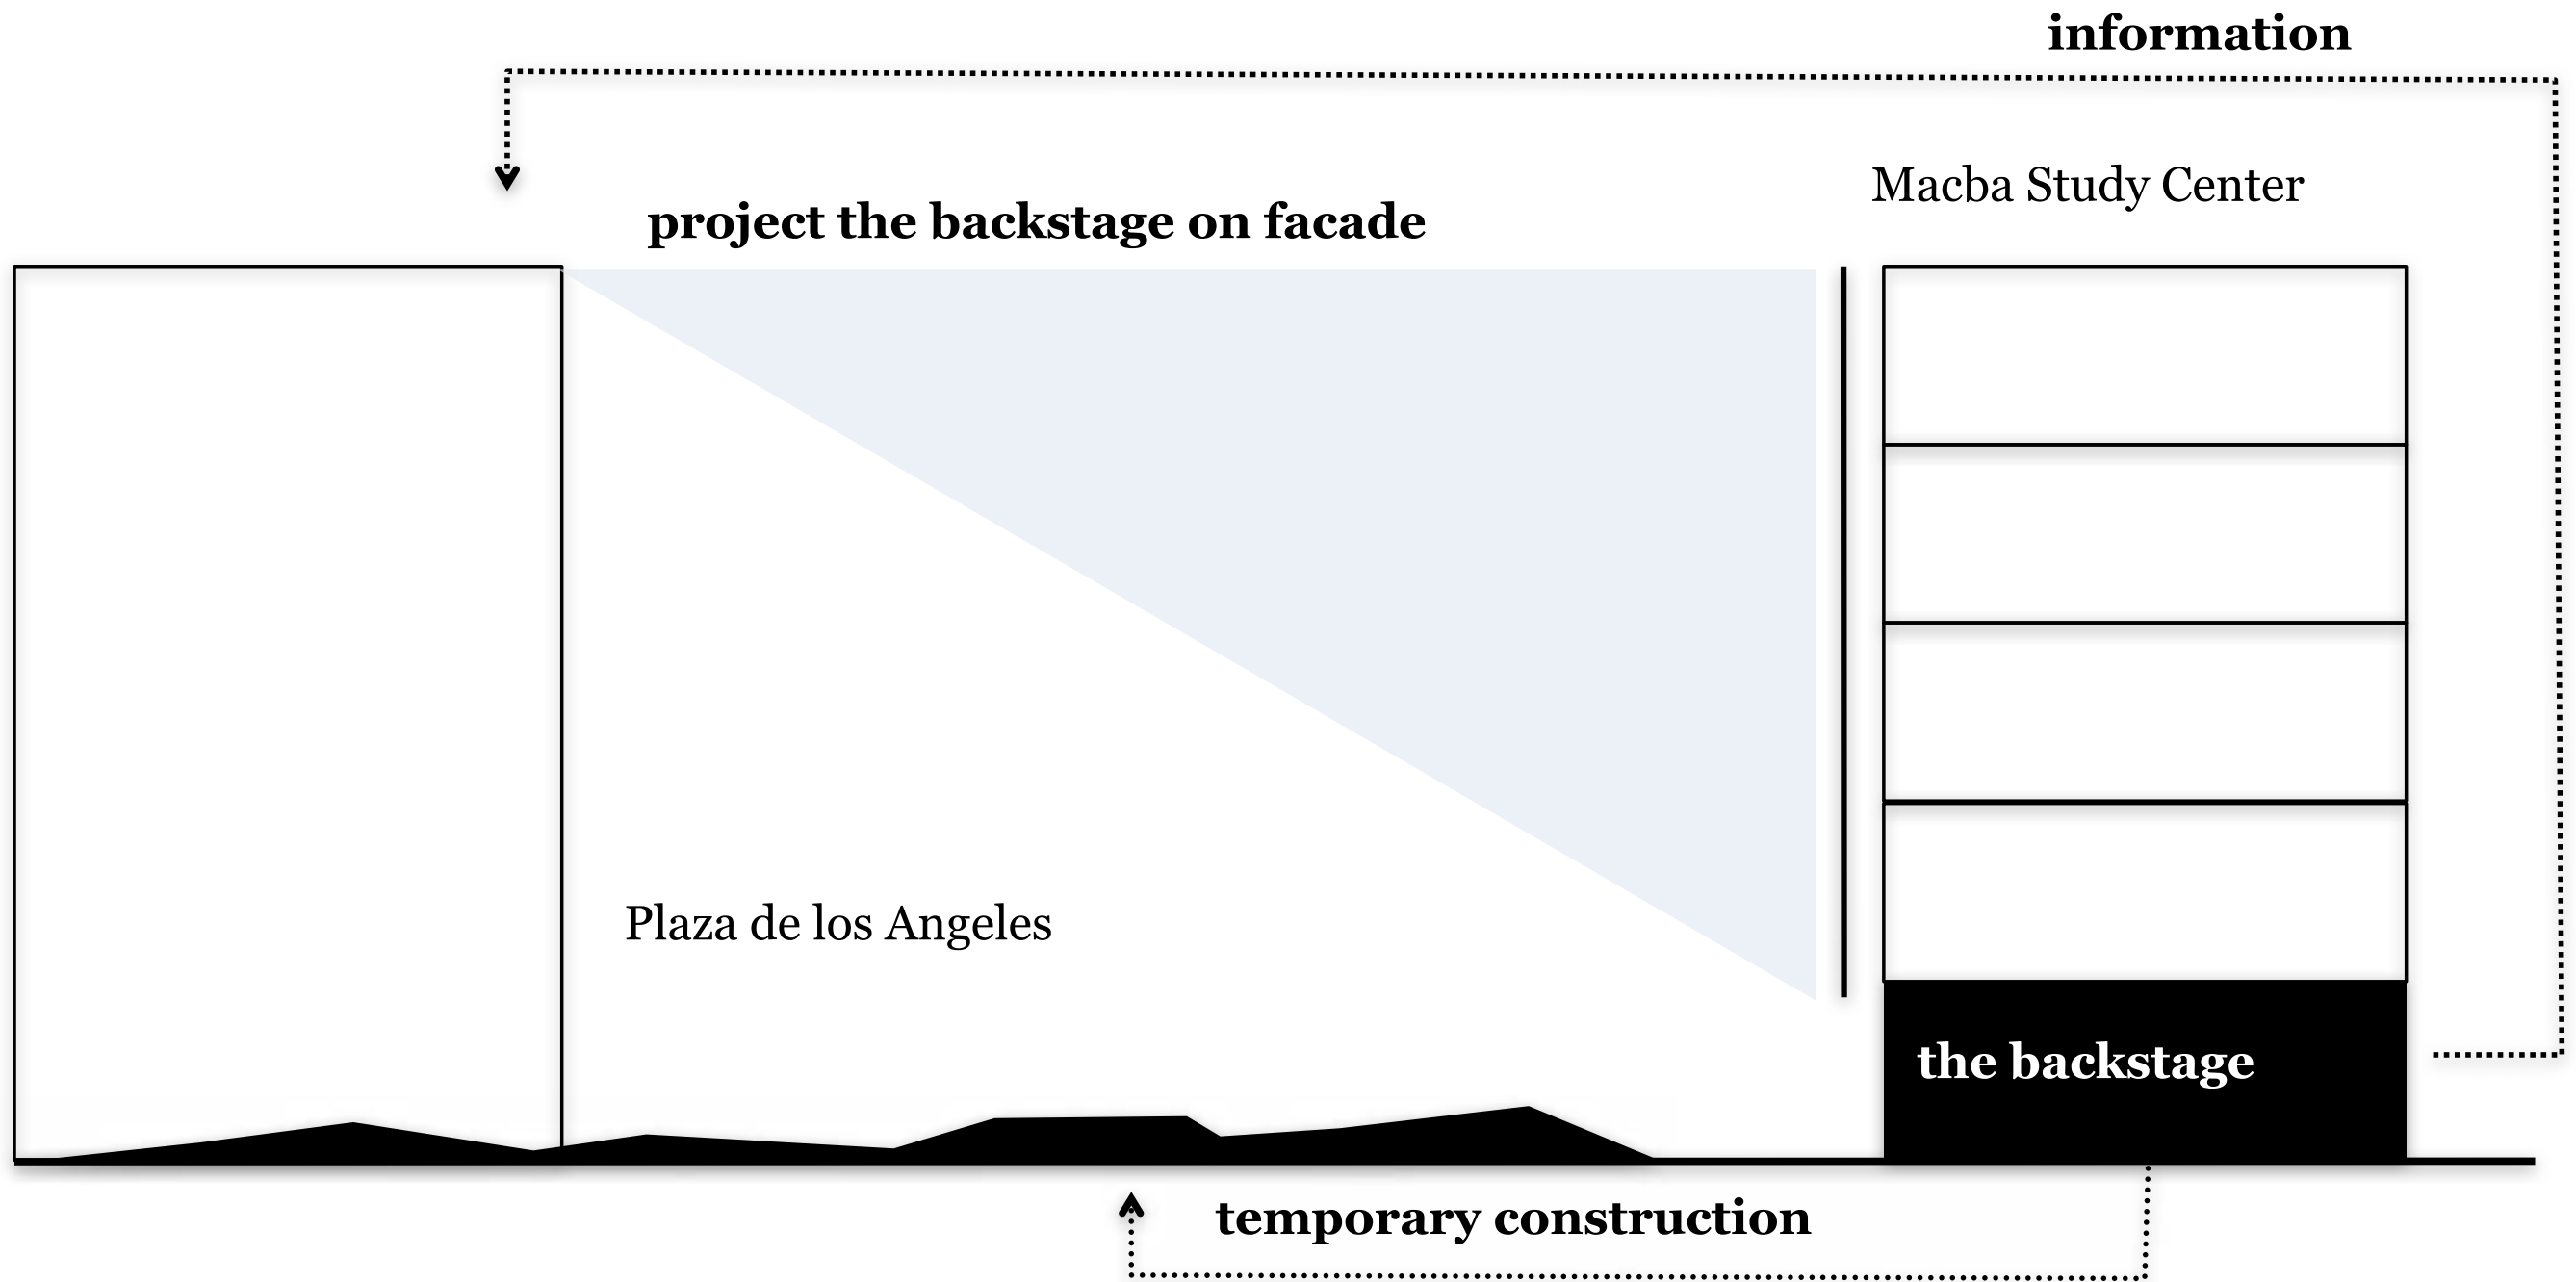 information
Macba Study Center
project the backstage on facade
Plaza de los Angeles
the backstage
temporary construction